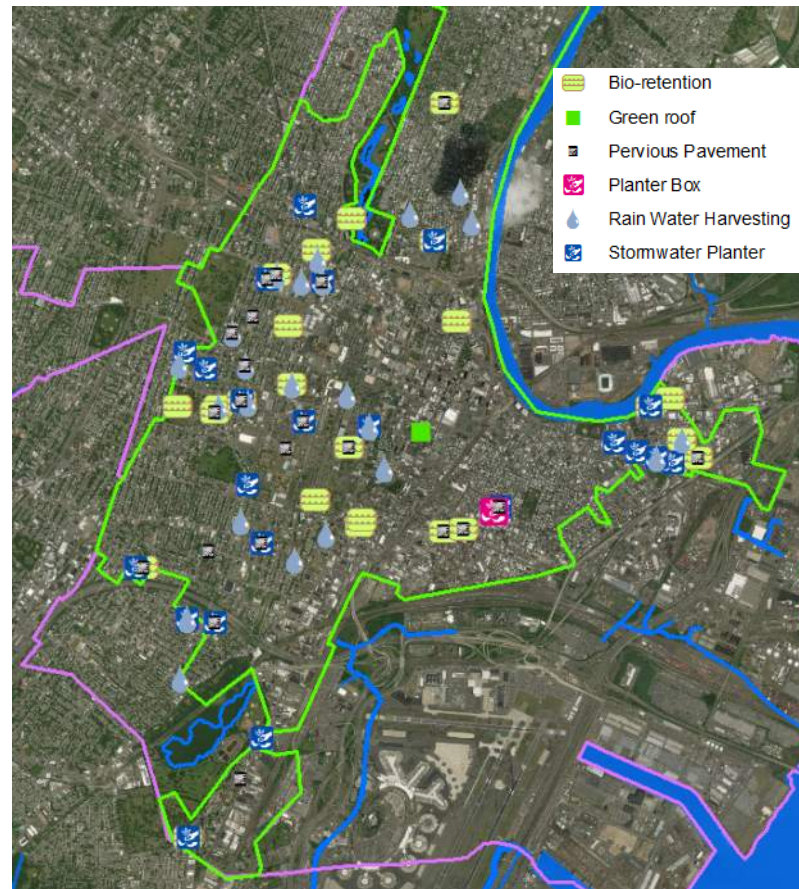 Bio-retention
Green roof
Pervious Pavement
Planter Box
Rain Water Harvesting
Stormwater Planter